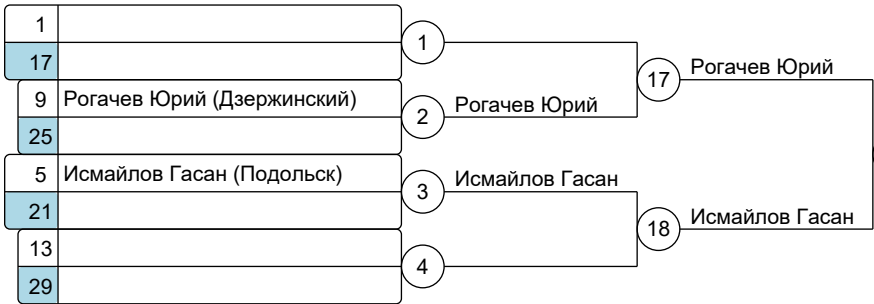 1
17
1
9 Рогачев Юрий (Дзержинский)
25
2
Рогачев Юрий
17
Рогачев Юрий
5 Исмайлов Гасан (Подольск)
21
3
Исмайлов Гасан
18
Исмайлов Гасан
13
29
4